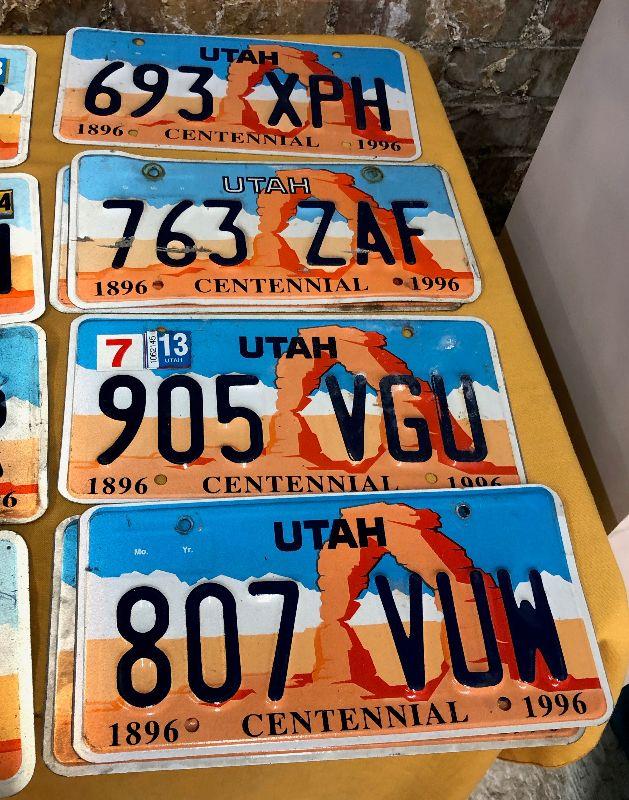 UTAH
693 XPH
1896 CENTENNIAL 1996
UTAH
763 ZAF
1896 CENTENNIAL 1996
7 13
UTAH
UTAH
905 VGU
1896 CENTENNIAL 1996
UTAH
Mo. Yr.
807 VUW
1896 CENTENNIAL 1996